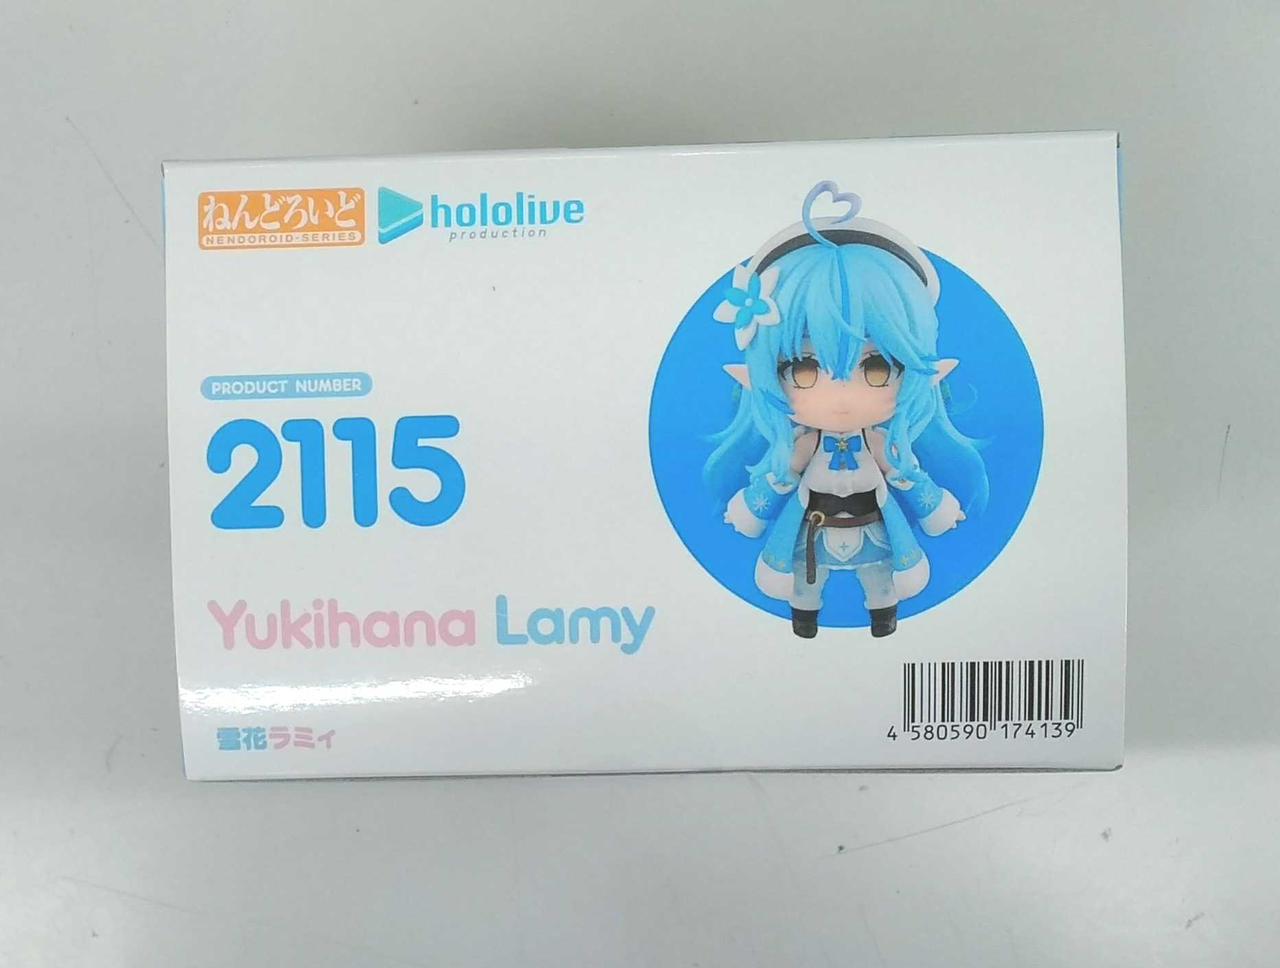 ねんどろいど
NENDOROID-SERIES
hololive
production
PRODUCT NUMBER
2115
Yukihana Lamy
雪花ラミィ
4 580590 174139